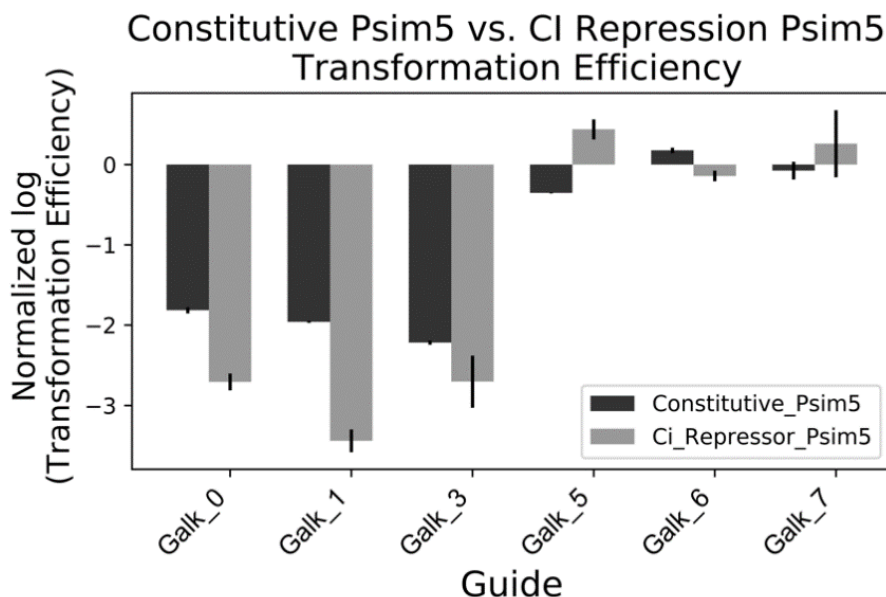 Constitutive Psim5 vs. CI Repression Psim5
Transformation Efficiency
Normalized log
(Transformation Efficiency)
0
−1
−2
−3
Constitutive_Psim5
Ci_Repressor_Psim5
Galk_0
Galk_1
Galk_3
Galk_5
Galk_6
Galk_7
Guide